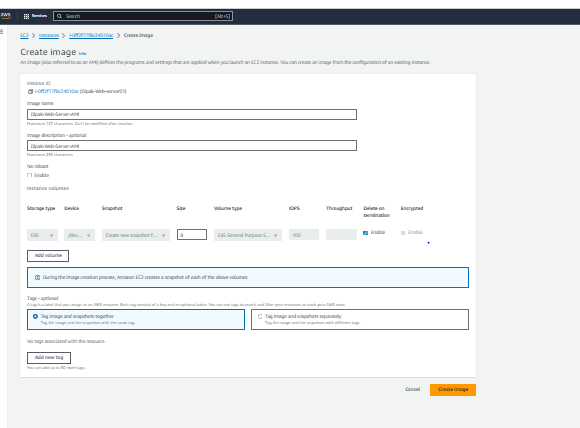 aws
Services
Search
[Alt+S]
EC2 > Instances > i-0ff2f77f8c24010ac > Create image
Create image Info
An image (also referred to as an AMI) defines the programs and settings that are applied when you launch an EC2 instance. You can create an image from the configuration of an existing instance.
Instance ID
i-0ff2f77f8c24010ac (Dipak-Web-server01)
Image name
Dipak-Web-Server-AMI
Maximum 127 characters. Can't be modified after creation.
Image description - optional
Dipak-Web-Server-AMI
Maximum 255 characters
No reboot
Enable
Instance volumes
Storage type Device Snapshot Size Volume type IOPS Throughput Delete on termination Encrypted
EBS /dev... Create new snapshot f... 8 EBS General Purpose S... 100 Enable Enable
Add volume
During the image creation process, Amazon EC2 creates a snapshot of each of the above volumes.
Tags - optional
A tag is a label that you assign to an AWS resource. Each tag consists of a key and an optional value. You can use tags to search and filter your resources or track your AWS costs.
Tag image and snapshots together
Tag the image and the snapshots with the same tag.
Tag image and snapshots separately
Tag the image and the snapshots with different tags.
No tags associated with the resource.
Add new tag
You can add up to 50 more tags.
Cancel
Create image